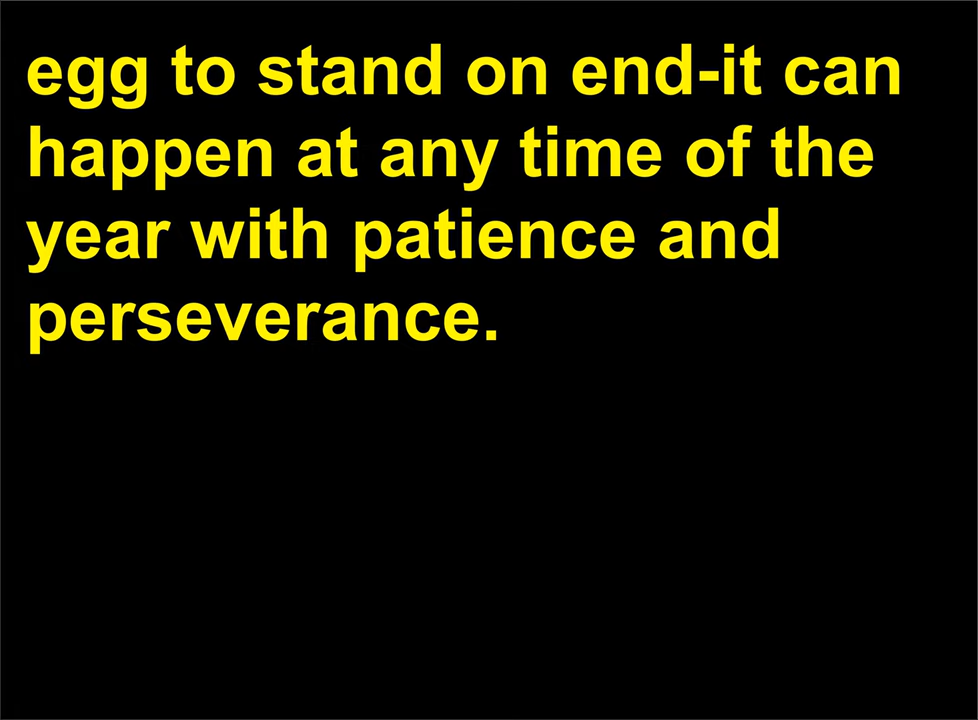 egg to stand on end-it can
happen at any time of the
year with patience and
perseverance.